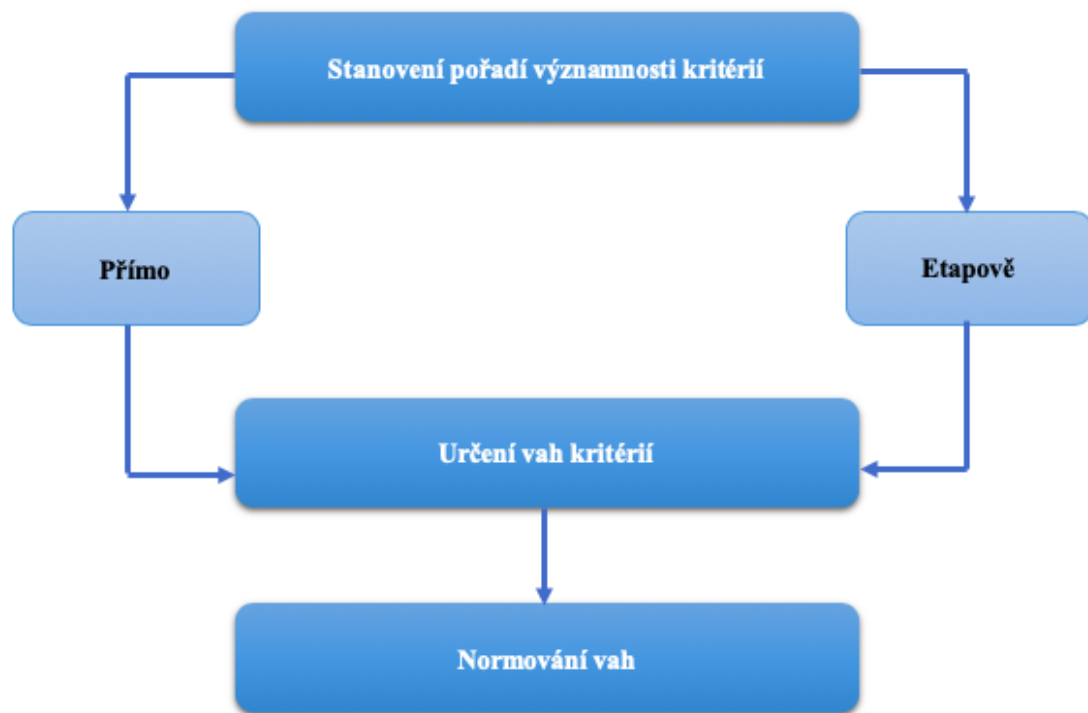 Stanovení pořadí významnosti kritérií
Přímo
Etapově
Určení vah kritérií
Normování vah